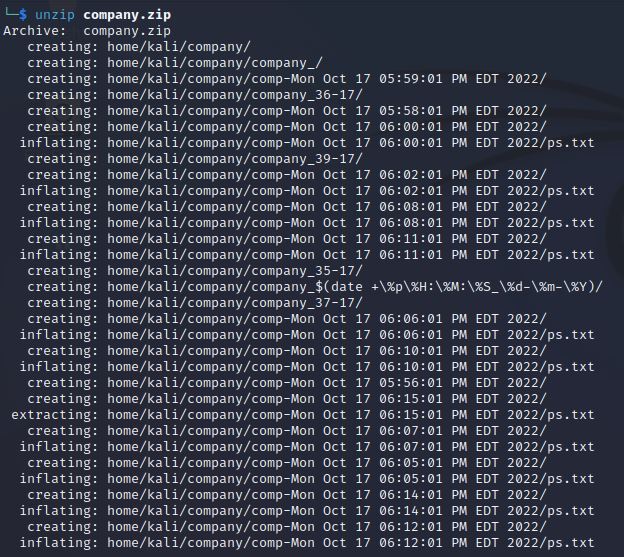 └─$ unzip company.zip
Archive:  company.zip
   creating: home/kali/company/
   creating: home/kali/company/company_/
   creating: home/kali/company/comp-Mon Oct 17 05:59:01 PM EDT 2022/
   creating: home/kali/company/company_36-17/
   creating: home/kali/company/comp-Mon Oct 17 05:58:01 PM EDT 2022/
   creating: home/kali/company/comp-Mon Oct 17 06:00:01 PM EDT 2022/
  inflating: home/kali/company/comp-Mon Oct 17 06:00:01 PM EDT 2022/ps.txt
   creating: home/kali/company/company_39-17/
   creating: home/kali/company/comp-Mon Oct 17 06:02:01 PM EDT 2022/
  inflating: home/kali/company/comp-Mon Oct 17 06:02:01 PM EDT 2022/ps.txt
   creating: home/kali/company/comp-Mon Oct 17 06:08:01 PM EDT 2022/
  inflating: home/kali/company/comp-Mon Oct 17 06:08:01 PM EDT 2022/ps.txt
   creating: home/kali/company/comp-Mon Oct 17 06:11:01 PM EDT 2022/
  inflating: home/kali/company/comp-Mon Oct 17 06:11:01 PM EDT 2022/ps.txt
   creating: home/kali/company/company_35-17/
   creating: home/kali/company/company_$(date +\%p\%H:\%M:\%S_\%d-\%m-\%Y)/
   creating: home/kali/company/company_37-17/
   creating: home/kali/company/comp-Mon Oct 17 06:06:01 PM EDT 2022/
  inflating: home/kali/company/comp-Mon Oct 17 06:06:01 PM EDT 2022/ps.txt
   creating: home/kali/company/comp-Mon Oct 17 06:10:01 PM EDT 2022/
  inflating: home/kali/company/comp-Mon Oct 17 06:10:01 PM EDT 2022/ps.txt
   creating: home/kali/company/comp-Mon Oct 17 05:56:01 PM EDT 2022/
   creating: home/kali/company/comp-Mon Oct 17 06:15:01 PM EDT 2022/
 extracting: home/kali/company/comp-Mon Oct 17 06:15:01 PM EDT 2022/ps.txt
   creating: home/kali/company/comp-Mon Oct 17 06:07:01 PM EDT 2022/
  inflating: home/kali/company/comp-Mon Oct 17 06:07:01 PM EDT 2022/ps.txt
   creating: home/kali/company/comp-Mon Oct 17 06:05:01 PM EDT 2022/
  inflating: home/kali/company/comp-Mon Oct 17 06:05:01 PM EDT 2022/ps.txt
   creating: home/kali/company/comp-Mon Oct 17 06:14:01 PM EDT 2022/
  inflating: home/kali/company/comp-Mon Oct 17 06:14:01 PM EDT 2022/ps.txt
   creating: home/kali/company/comp-Mon Oct 17 06:12:01 PM EDT 2022/
  inflating: home/kali/company/comp-Mon Oct 17 06:12:01 PM EDT 2022/ps.txt